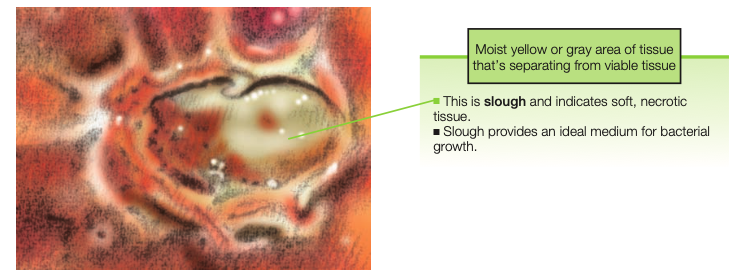 Moist yellow or gray area of tissue
that's separating from viable tissue
■ This is slough and indicates soft, necrotic
tissue.
■ Slough provides an ideal medium for bacterial
growth.